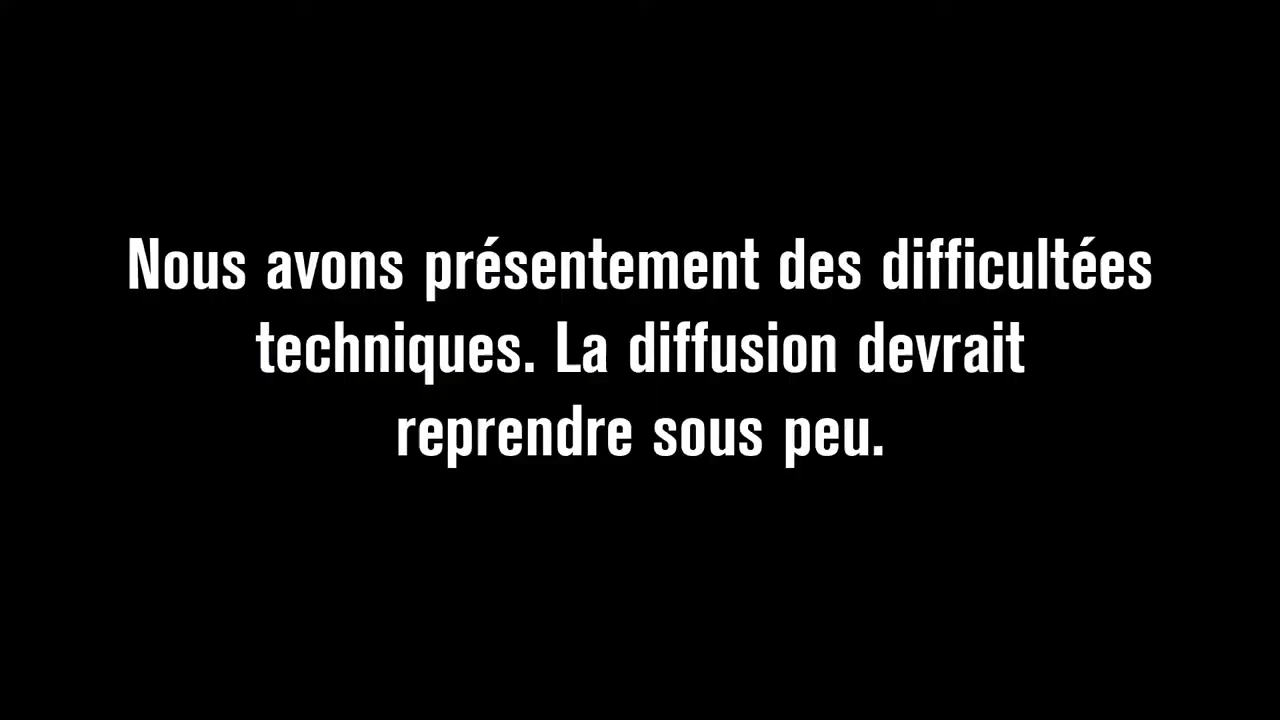 Nous avons présentement des difficultées
techniques. La diffusion devrait
reprendre sous peu.